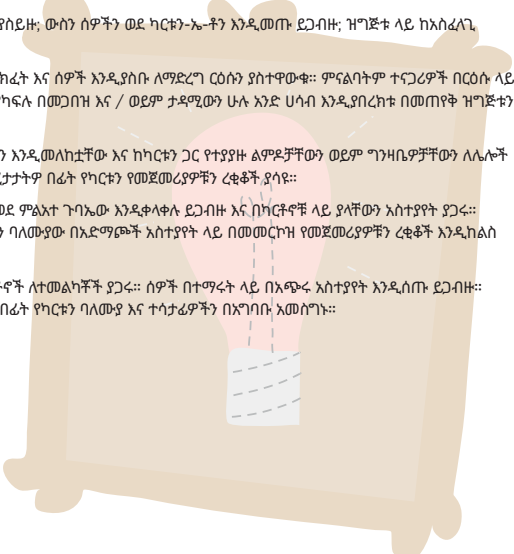 ያስይዙ; ውስን ሰዎችን ወደ ካርቱን-ኤ-ቶን እንዲመጡ ይጋብዙ; ዝግጅቱ ላይ ከአስፈላጊ
ክፈት እና ሰዎች እንዲያስቡ ለማድረግ ርዕሱን ያስተዋውቁ። ምናልባትም ተናጋሪዎች በርዕሱ ላይ
ካፍሉ በመጋበዝ እና / ወይም ታዳሚውን ሁሉ አንድ ሀሳብ እንዲያበረክቱ በመጠየቅ ዝግጅቱን
ን እንዲመለከቷቸው እና ከካርቱን ጋር የተያያዙ ልምዶቻቸውን ወይም ግንዛቤዎቻቸውን ለሌሎች
ታታትዎ በፊት የካርቱን የመጀመሪያዎቹን ረቂቆች ያሳዩ።
ወደ ምልአተ ጉባኤው እንዲቀላቀሉ ይጋብዙ እና በካርቶኖቹ ላይ ያላቸውን አስተያየት ያጋሩ።
ን ባለሙያው በአድማጮች አስተያየት ላይ በመመርኮዝ የመጀመሪያዎቹን ረቂቆች እንዲከልስ
ኖች ለተመልካቾች ያጋሩ። ሰዎች በተማሩት ላይ በአጭሩ አስተያየት እንዲሰጡ ይጋብዙ።
በፊት የካርቱን ባለሙያ እና ተሳታፊዎችን በአግባቡ አመስግኑ።